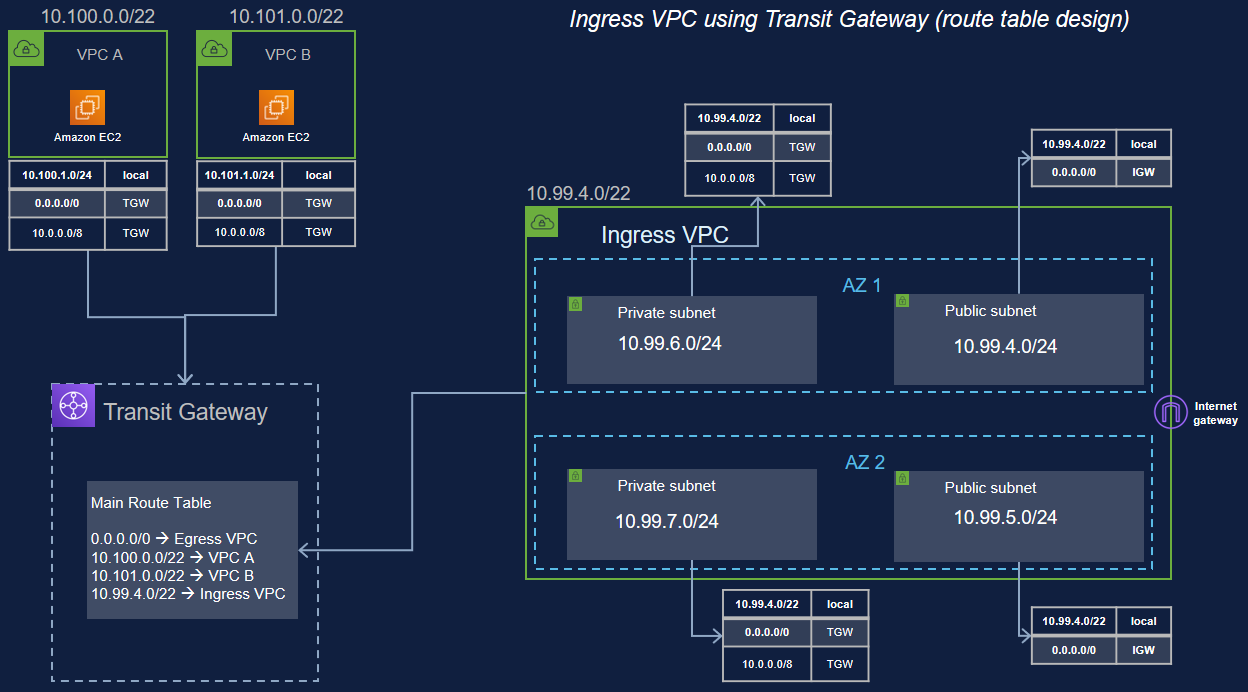 Ingress VPC using Transit Gateway (route table design)
10.100.0.0/22
VPC A
Amazon EC2
10.100.1.0/24 local
0.0.0.0/0 TGW
10.0.0.0/8 TGW
10.101.0.0/22
VPC B
Amazon EC2
10.101.1.0/24 local
0.0.0.0/0 TGW
10.0.0.0/8 TGW
Transit Gateway
Main Route Table
0.0.0.0/0 → Egress VPC
10.100.0.0/22 → VPC A
10.101.0.0/22 → VPC B
10.99.4.0/22 → Ingress VPC
10.99.4.0/22 local
0.0.0.0/0 TGW
10.0.0.0/8 TGW
10.99.4.0/22 local
0.0.0.0/0 IGW
10.99.4.0/22
Ingress VPC
AZ 1
Private subnet
10.99.6.0/24
Public subnet
10.99.4.0/24
Internet
gateway
AZ 2
Private subnet
10.99.7.0/24
Public subnet
10.99.5.0/24
10.99.4.0/22 local
0.0.0.0/0 TGW
10.0.0.0/8 TGW
10.99.4.0/22 local
0.0.0.0/0 IGW